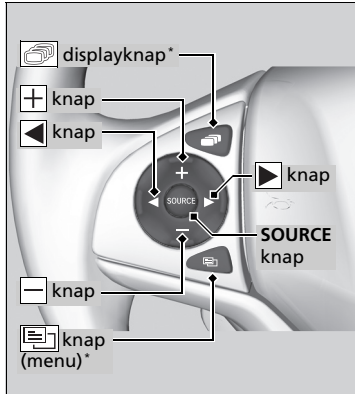 displayknap*
+ knap
◀ knap
▶ knap
SOURCE
SOURCE
knap
− knap
knap
(menu)*